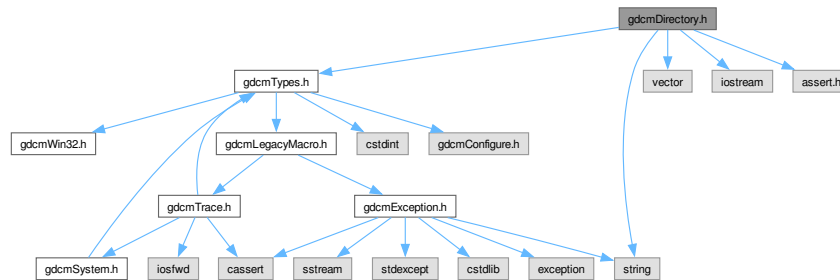 gdcmDirectory.h
gdcmTypes.h
vector
iostream
assert.h
gdcmWin32.h
gdcmLegacyMacro.h
cstdint
gdcmConfigure.h
gdcmTrace.h
gdcmException.h
gdcmSystem.h
iosfwd
cassert
sstream
stdexcept
cstdlib
exception
string